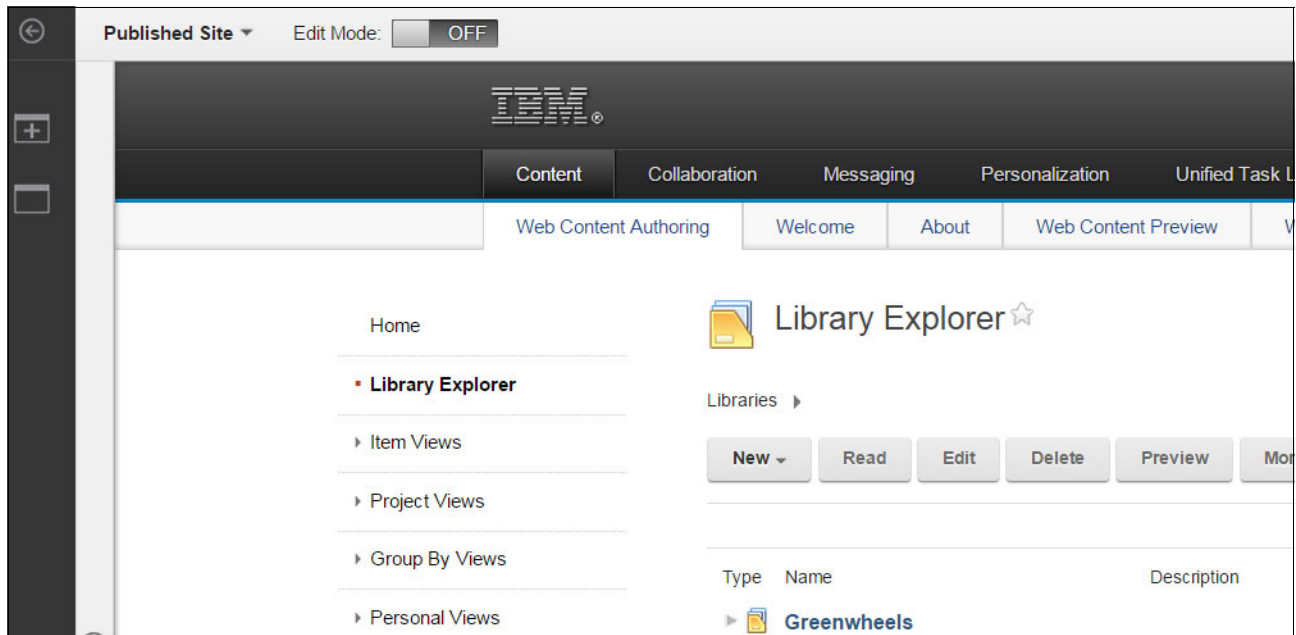 Published Site Edit Mode: OFF
IBM®
Content Collaboration Messaging Personalization Unified Task
Web Content Authoring Welcome About Web Content Preview
Library Explorer
Home
Library Explorer
Libraries
Item Views
New Read Edit Delete Preview
Project Views
Group By Views
Type Name Description
Personal Views
Greenwheels